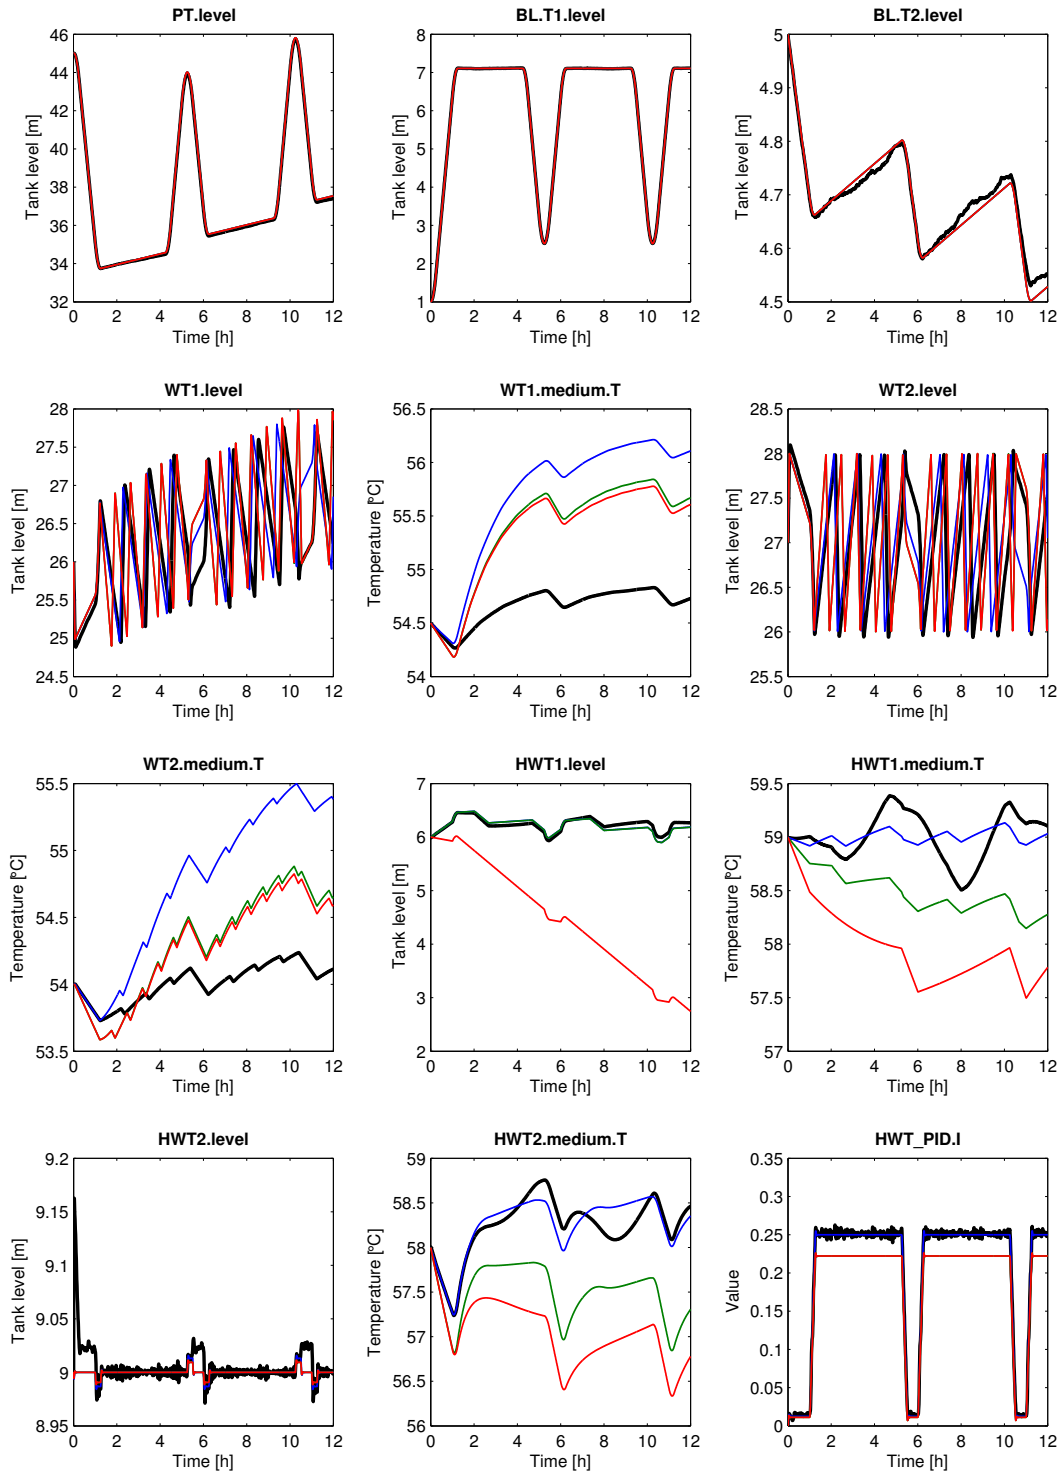 PT.level
46
44
42
40
38
36
34
32
Tank level [m]
0 2 4 6 8 10 12
Time [h]
BL.T1.level
8
7
6
5
4
3
2
1
Tank level [m]
0 2 4 6 8 10 12
Time [h]
BL.T2.level
5
4.9
4.8
4.7
4.6
4.5
Tank level [m]
0 2 4 6 8 10 12
Time [h]
WT1.level
28
27.5
27
26.5
26
25.5
25
24.5
Tank level [m]
0 2 4 6 8 10 12
Time [h]
WT1.medium.T
56.5
56
55.5
55
54.5
54
Temperature [ºC]
0 2 4 6 8 10 12
Time [h]
WT2.level
28.5
28
27.5
27
26.5
26
25.5
Tank level [m]
0 2 4 6 8 10 12
Time [h]
WT2.medium.T
55.5
55
54.5
54
53.5
Temperature [ºC]
0 2 4 6 8 10 12
Time [h]
HWT1.level
7
6
5
4
3
2
Tank level [m]
0 2 4 6 8 10 12
Time [h]
HWT1.medium.T
59.5
59
58.5
58
57.5
57
Temperature [ºC]
0 2 4 6 8 10 12
Time [h]
HWT2.level
9.2
9.15
9.1
9.05
9
8.95
Tank level [m]
0 2 4 6 8 10 12
Time [h]
HWT2.medium.T
59
58.5
58
57.5
57
56.5
56
Temperature [ºC]
0 2 4 6 8 10 12
Time [h]
HWT_PID.I
0.35
0.3
0.25
0.2
0.15
0.1
0.05
0
Value
0 2 4 6 8 10 12
Time [h]